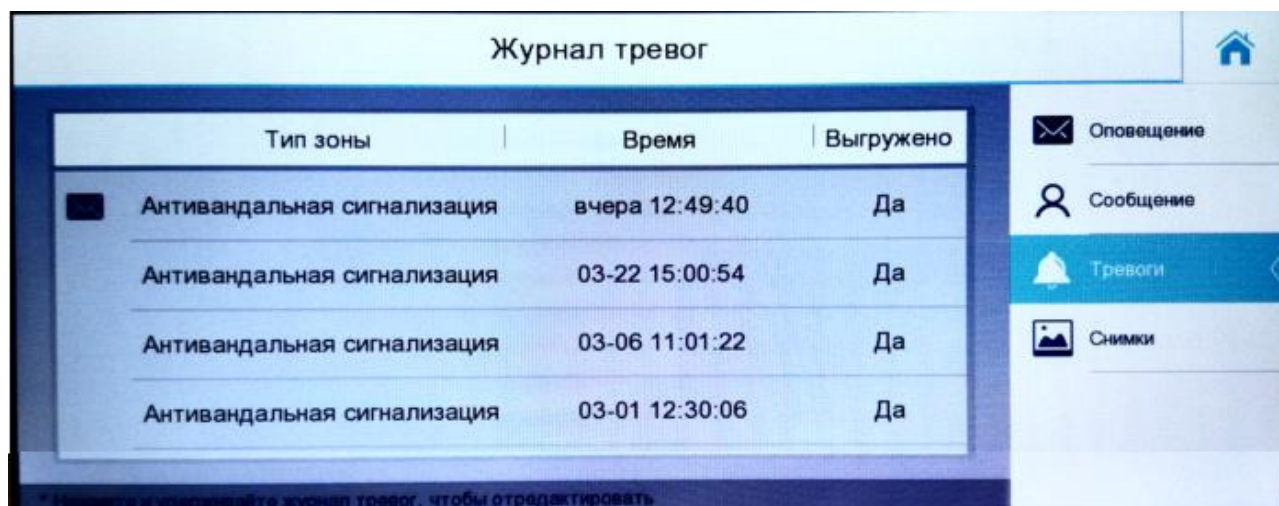 Журнал тревог
Тип зоны Время Выгружено
Антивандальная сигнализация вчера 12:49:40 Да
Антивандальная сигнализация 03-22 15:00:54 Да
Антивандальная сигнализация 03-06 11:01:22 Да
Антивандальная сигнализация 03-01 12:30:06 Да
* Нажмите и удерживайте журнал тревог, чтобы отредактировать
Оповещение
Сообщение
Тревоги
Снимки